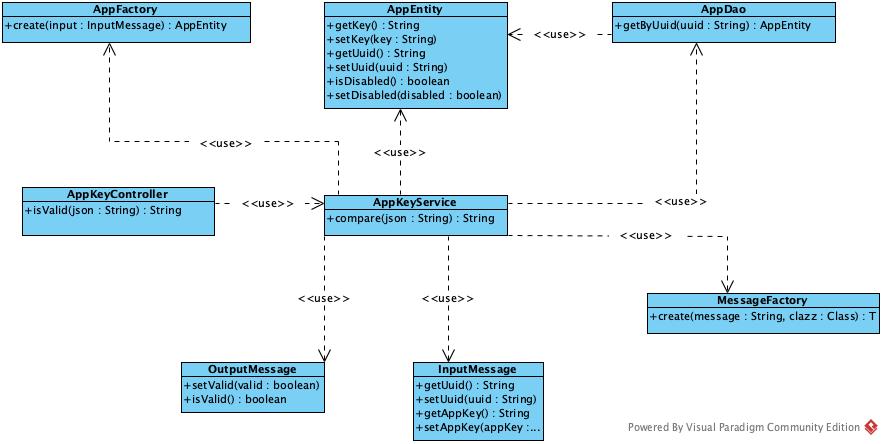 AppFactory
+create(input : InputMessage) : AppEntity
AppEntity
+getKey() : String
+setKey(key : String)
+getUuid() : String
+setUuid(uuid : String)
+isDisabled() : boolean
+setDisabled(disabled : boolean)
AppDao
+getByUuid(uuid : String) : AppEntity
<<use>>
<<use>>
<<use>>
AppKeyController
+isValid(json : String) : String
<<use>>
AppKeyService
+compare(json : String) : String
<<use>>
<<use>>
<<use>>
<<use>>
MessageFactory
+create(message : String, clazz : Class) : T
OutputMessage
+setValid(valid : boolean)
+isValid() : boolean
InputMessage
+getUuid() : String
+setUuid(uuid : String)
+getAppKey() : String
+setAppKey(appKey :...
Powered By Visual Paradigm Community Edition